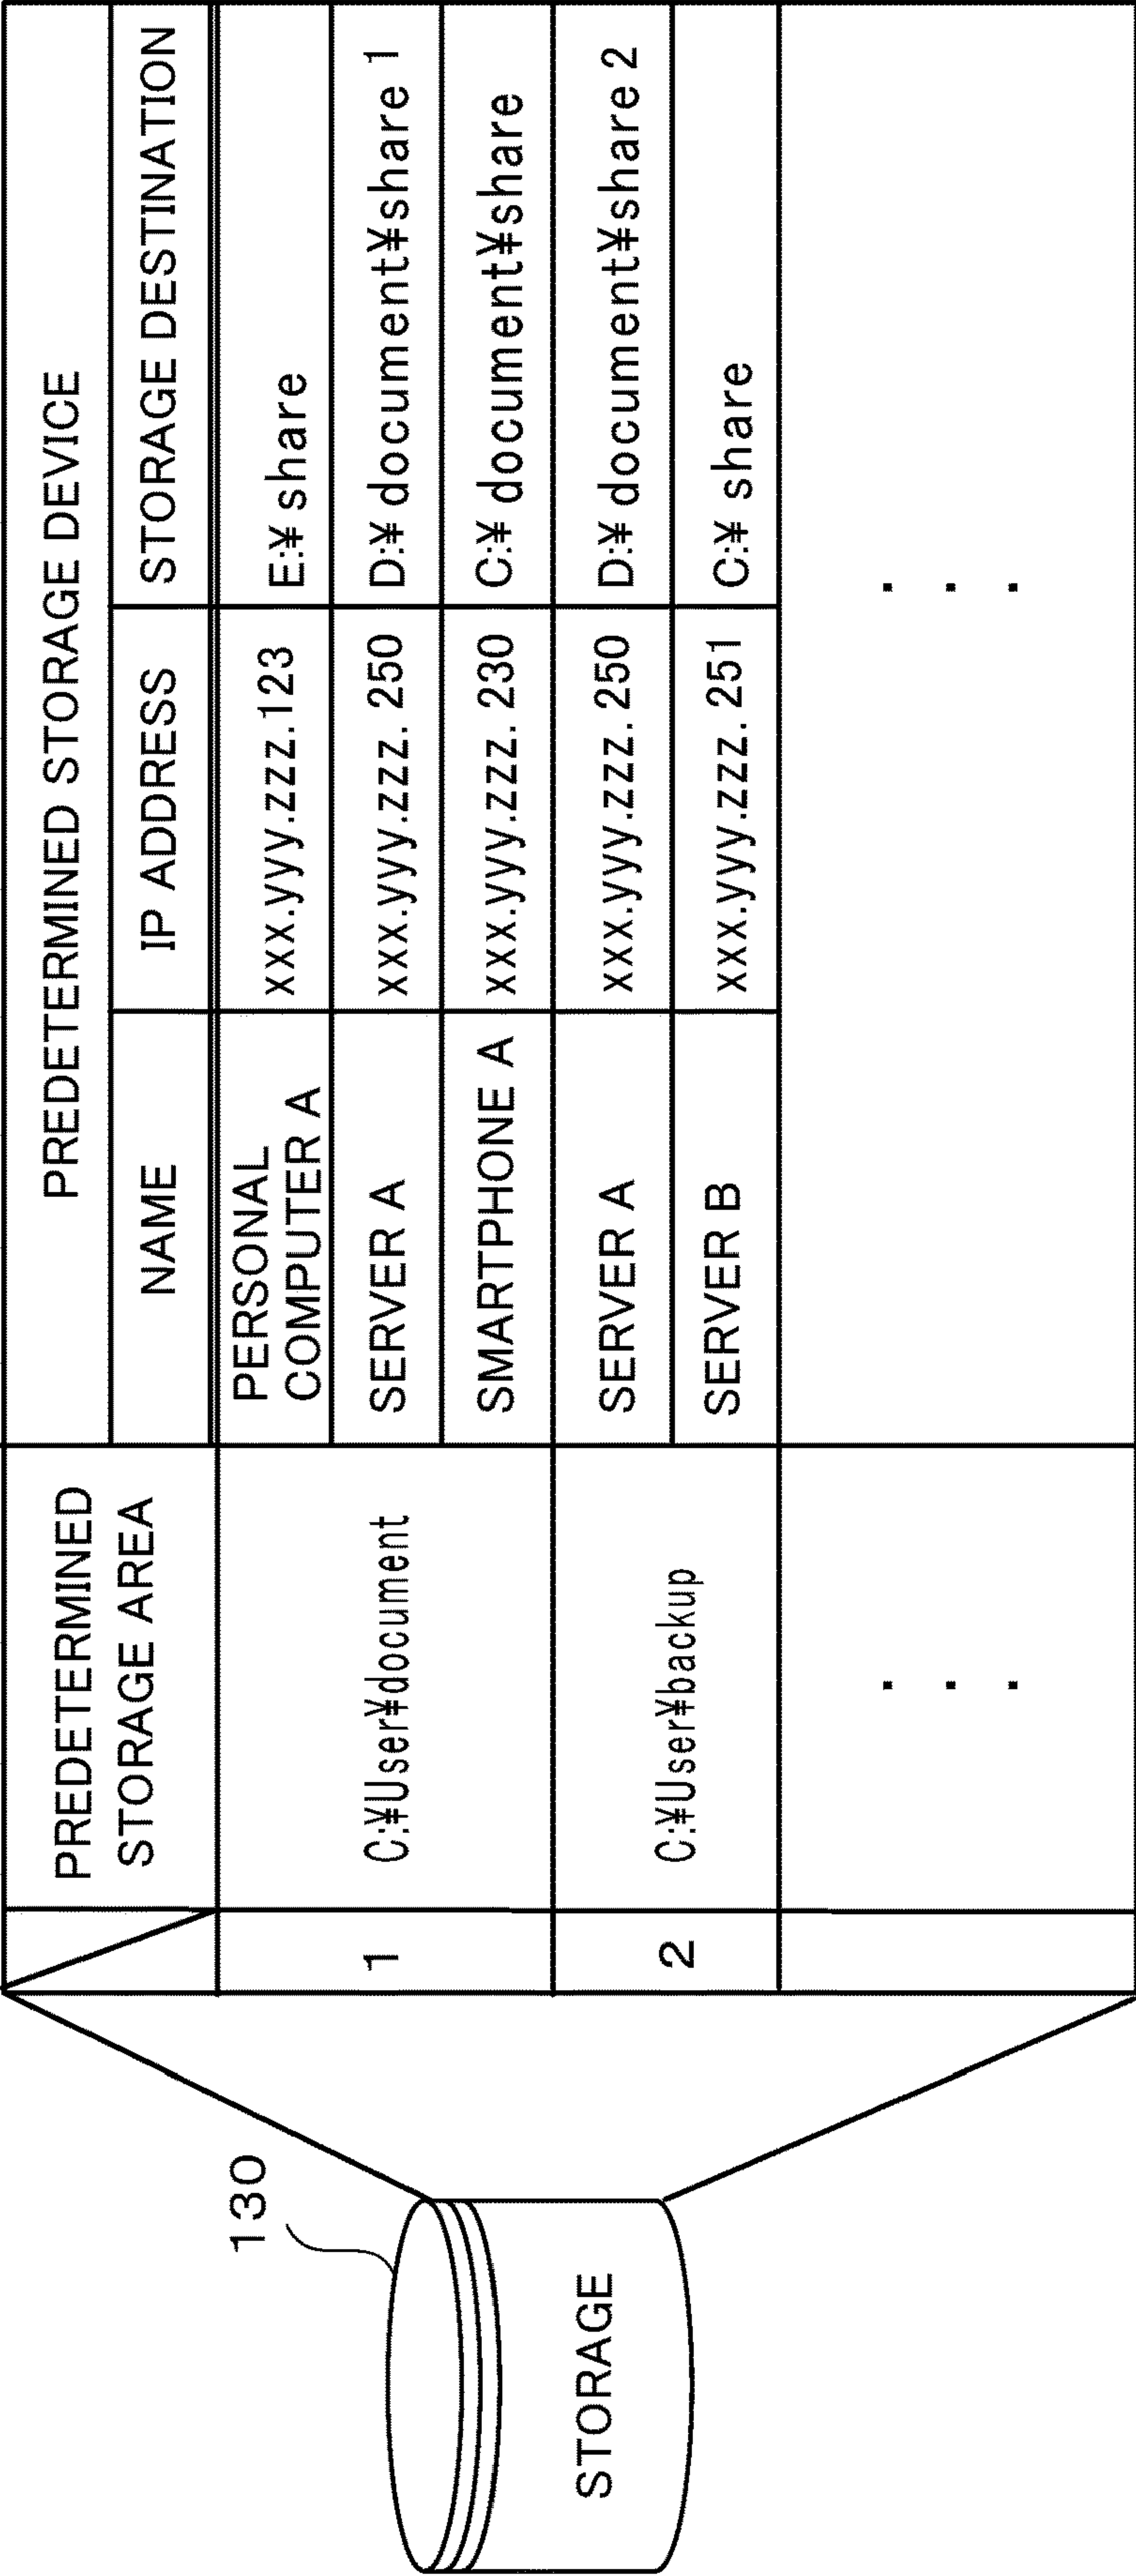 130
STORAGE
PREDETERMINED
STORAGE AREA
PREDETERMINED STORAGE DEVICE
NAME
IP ADDRESS
STORAGE DESTINATION
1
C:¥User¥document
PERSONAL
COMPUTER A
xxx.yyy.zzz.123
E:¥ share
SERVER A
xxx.yyy.zzz. 250
D:¥ document¥share 1
SMARTPHONE A
xxx.yyy.zzz. 230
C:¥ document¥share
2
C:¥User¥backup
SERVER A
xxx.yyy.zzz. 250
D:¥ document¥share 2
SERVER B
xxx.yyy.zzz. 251
C:¥ share
. . .
. . .